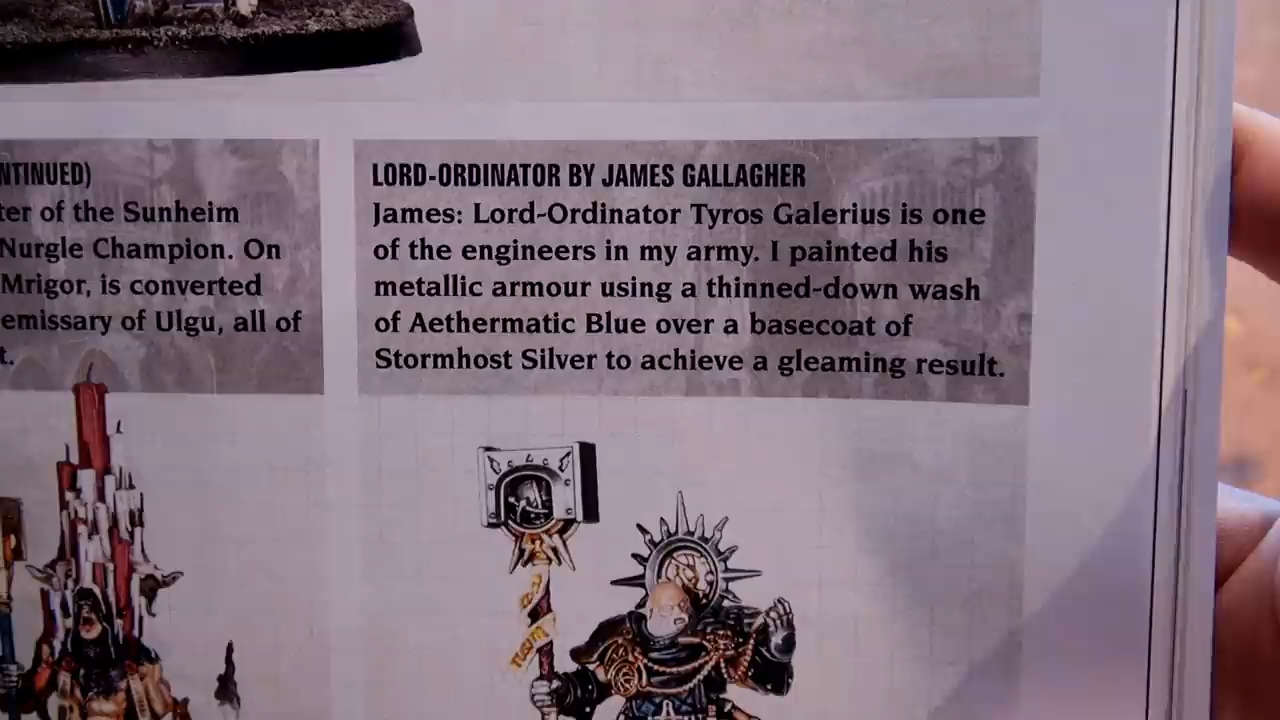 NTINUED)
ter of the Sunheim
Nurgle Champion. On
Mrigor, is converted
emissary of Ulgu, all of
t.
LORD-ORDINATOR BY JAMES GALLAGHER
James: Lord-Ordinator Tyros Galerius is one
of the engineers in my army. I painted his
metallic armour using a thinned-down wash
of Aethermatic Blue over a basecoat of
Stormhost Silver to achieve a gleaming result.